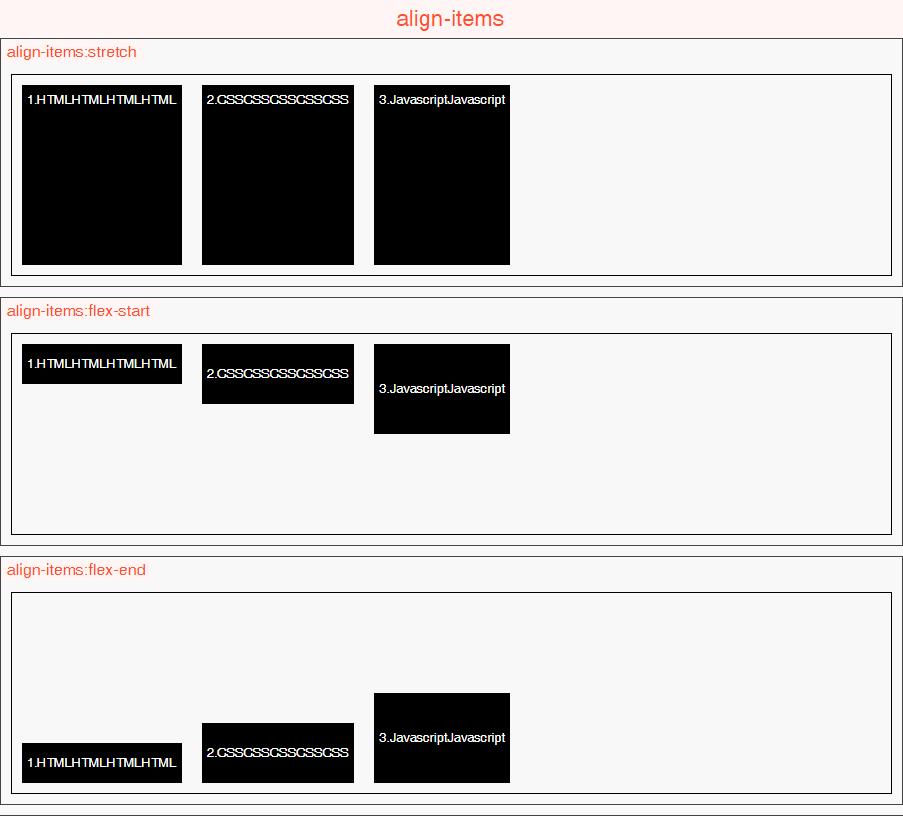 align-items
align-items:stretch
1.HTMLHTMLHTMLHTML 2.CSSCSSCSSCSSCSS 3.JavascriptJavascript
align-items:flex-start
1.HTMLHTMLHTMLHTML 2.CSSCSSCSSCSSCSS 3.JavascriptJavascript
align-items:flex-end
1.HTMLHTMLHTMLHTML 2.CSSCSSCSSCSSCSS 3.JavascriptJavascript